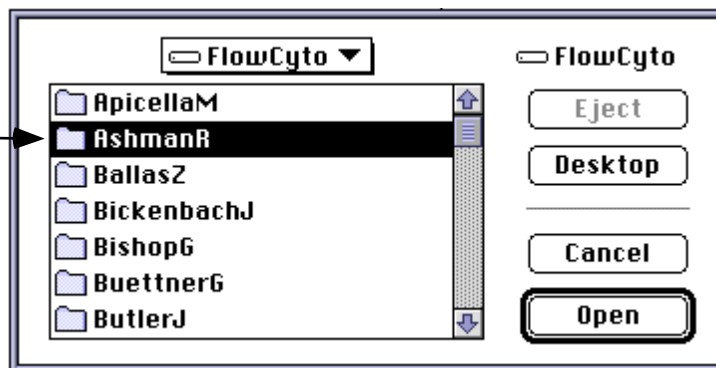 FlowCyto
FlowCyto
ApicellaM
AshmanR
BallasZ
BickenbachJ
BishopG
BuettnerG
ButlerJ
Eject
Desktop
Cancel
Open